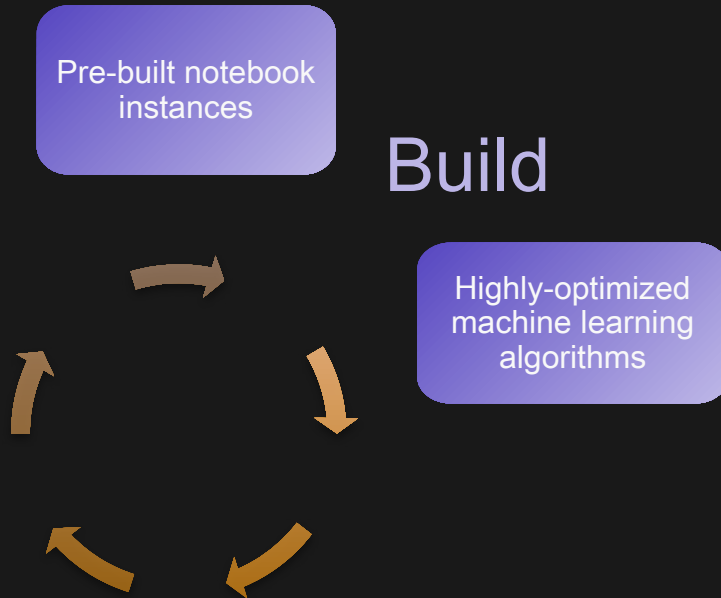 Pre-built notebook
instances
Build
Highly-optimized
machine learning
algorithms